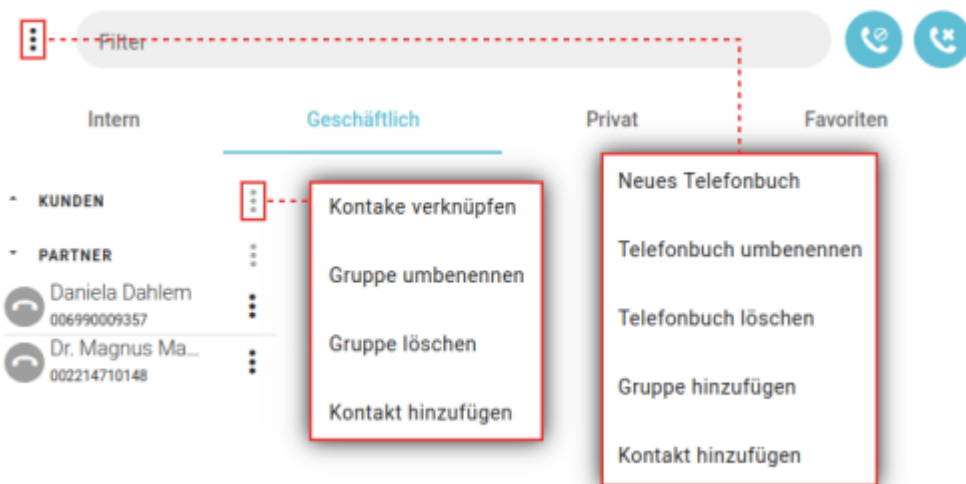 Filter
Intern
Geschäftlich
Privat
Favoriten
KUNDEN
PARTNER
Daniela Dahlem
006990009357
Dr. Magnus Ma...
002214710148
Kontake verknüpfen
Gruppe umbenennen
Gruppe löschen
Kontakt hinzufügen
Neues Telefonbuch
Telefonbuch umbenennen
Telefonbuch löschen
Gruppe hinzufügen
Kontakt hinzufügen